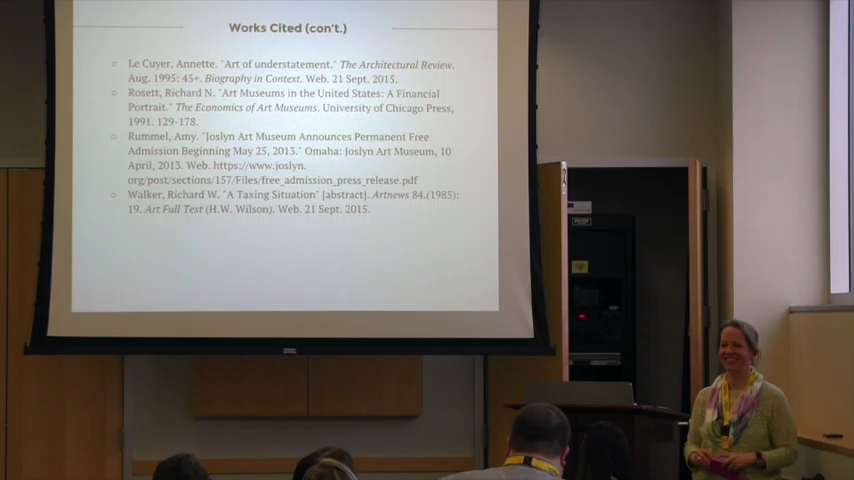 Works Cited (con't.)
○ Le Cuyer, Annette. "Art of understatement." The Architectural Review.
Aug. 1995: 45+. Biography in Context. Web. 21 Sept. 2015.
○ Rosett, Richard N. "Art Museums in the United States: A Financial
Portrait." The Economics of Art Museums. University of Chicago Press,
1991. 129-178.
○ Rummel, Amy. "Joslyn Art Museum Announces Permanent Free
Admission Beginning May 25, 2013." Omaha: Joslyn Art Museum, 10
April, 2013. Web. https://www.joslyn.
org/post/sections/157/Files/free_admission_press_release.pdf
○ Walker, Richard W. "A Taxing Situation" [abstract]. Artnews 84.(1985):
19. Art Full Text (H.W. Wilson). Web. 21 Sept. 2015.